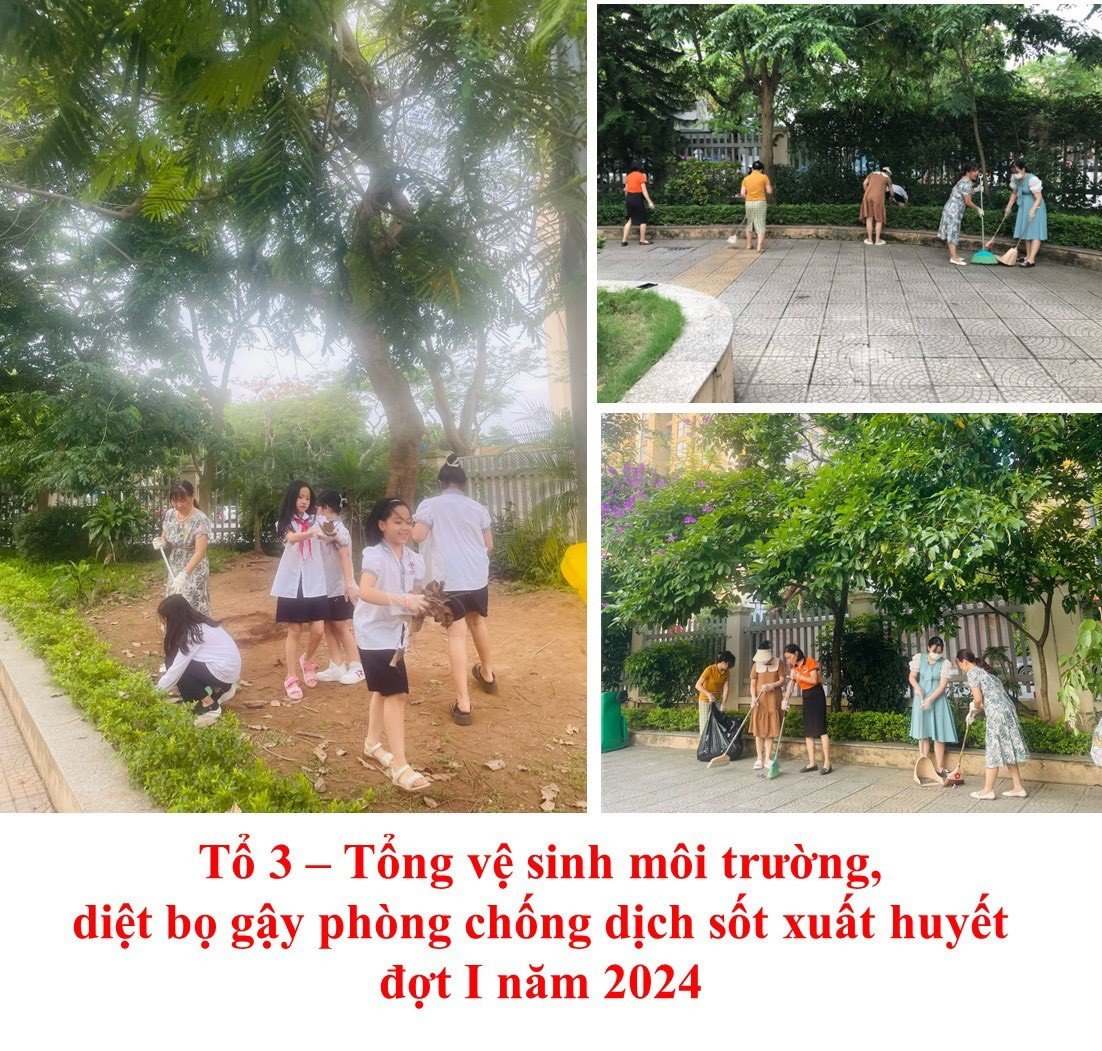 Tổ 3 – Tổng vệ sinh môi trường,
diệt bọ gậy phòng chống dịch sốt xuất huyết
đợt I năm 2024